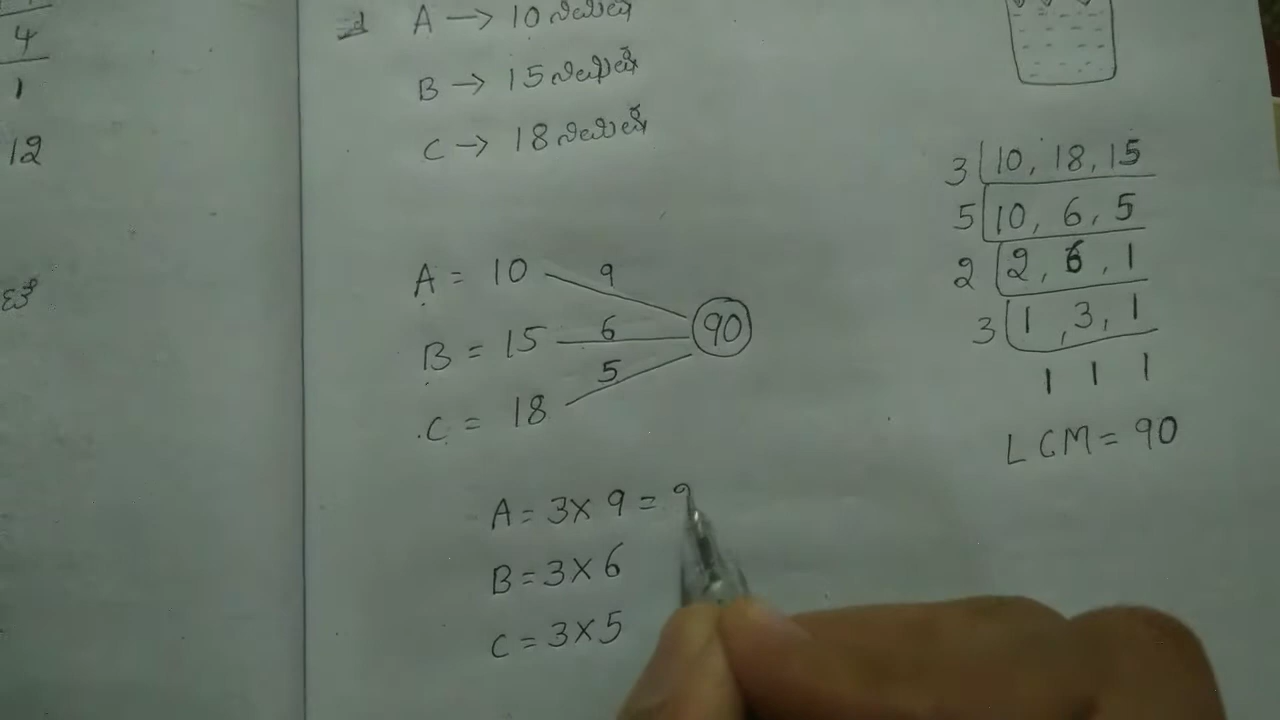 4
1
12
A → 10 ನಿಮಿಷ
B → 15 ನಿಮಿಷ
C → 18 ನಿಮಿಷ
A = 10 9
B = 15 6 90
C = 18 5
A = 3 × 9 =
B = 3 × 6
C = 3 × 5
3 10, 18, 15
5 10, 6, 5
2 2, 6, 1
3 1, 3, 1
1 1 1
LCM = 90